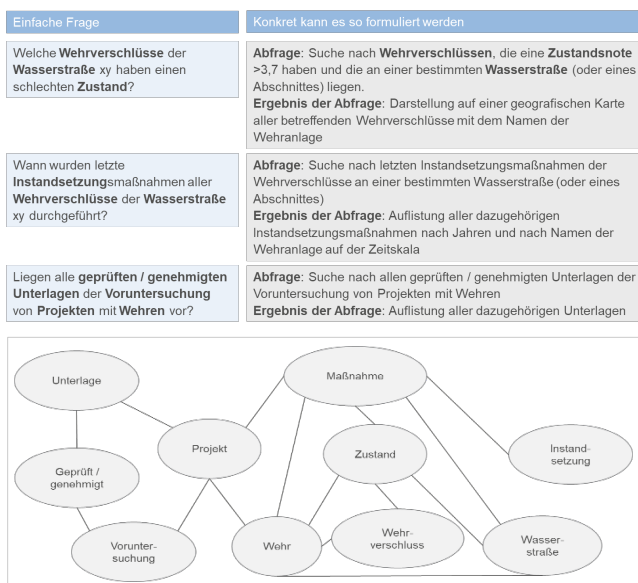 Einfache Frage
Konkret kann es so formuliert werden
Welche Wehrverschlüsse der
Wasserstraße xy haben einen
schlechten Zustand?
Abfrage: Suche nach Wehrverschlüssen, die eine Zustandsnote
>3,7 haben und die an einer bestimmten Wasserstraße (oder eines
Abschnittes) liegen.
Ergebnis der Abfrage: Darstellung auf einer geografischen Karte
aller betreffenden Wehrverschlüsse mit dem Namen der
Wehranlage
Wann wurden letzte
Instandsetzungsmaßnahmen aller
Wehrverschlüsse der Wasserstraße
xy durchgeführt?
Abfrage: Suche nach letzten Instandsetzungsmaßnahmen der
Wehrverschlüsse an einer bestimmten Wasserstraße (oder eines
Abschnittes)
Ergebnis der Abfrage: Auflistung aller dazugehörigen
Instandsetzungsmaßnahmen nach Jahren und nach Namen der
Wehranlage auf der Zeitskala
Liegen alle geprüften / genehmigten
Unterlagen der Voruntersuchung
von Projekten mit Wehren vor?
Abfrage: Suche nach allen geprüften / genehmigten Unterlagen der
Voruntersuchung von Projekten mit Wehren
Ergebnis der Abfrage: Auflistung aller dazugehörigen Unterlagen
Unterlage
Maßnahme
Projekt
Zustand
Instand-
setzung
Geprüft /
genehmigt
Vorunter-
suchung
Wehr
Wehr-
verschluss
Wasser-
straße